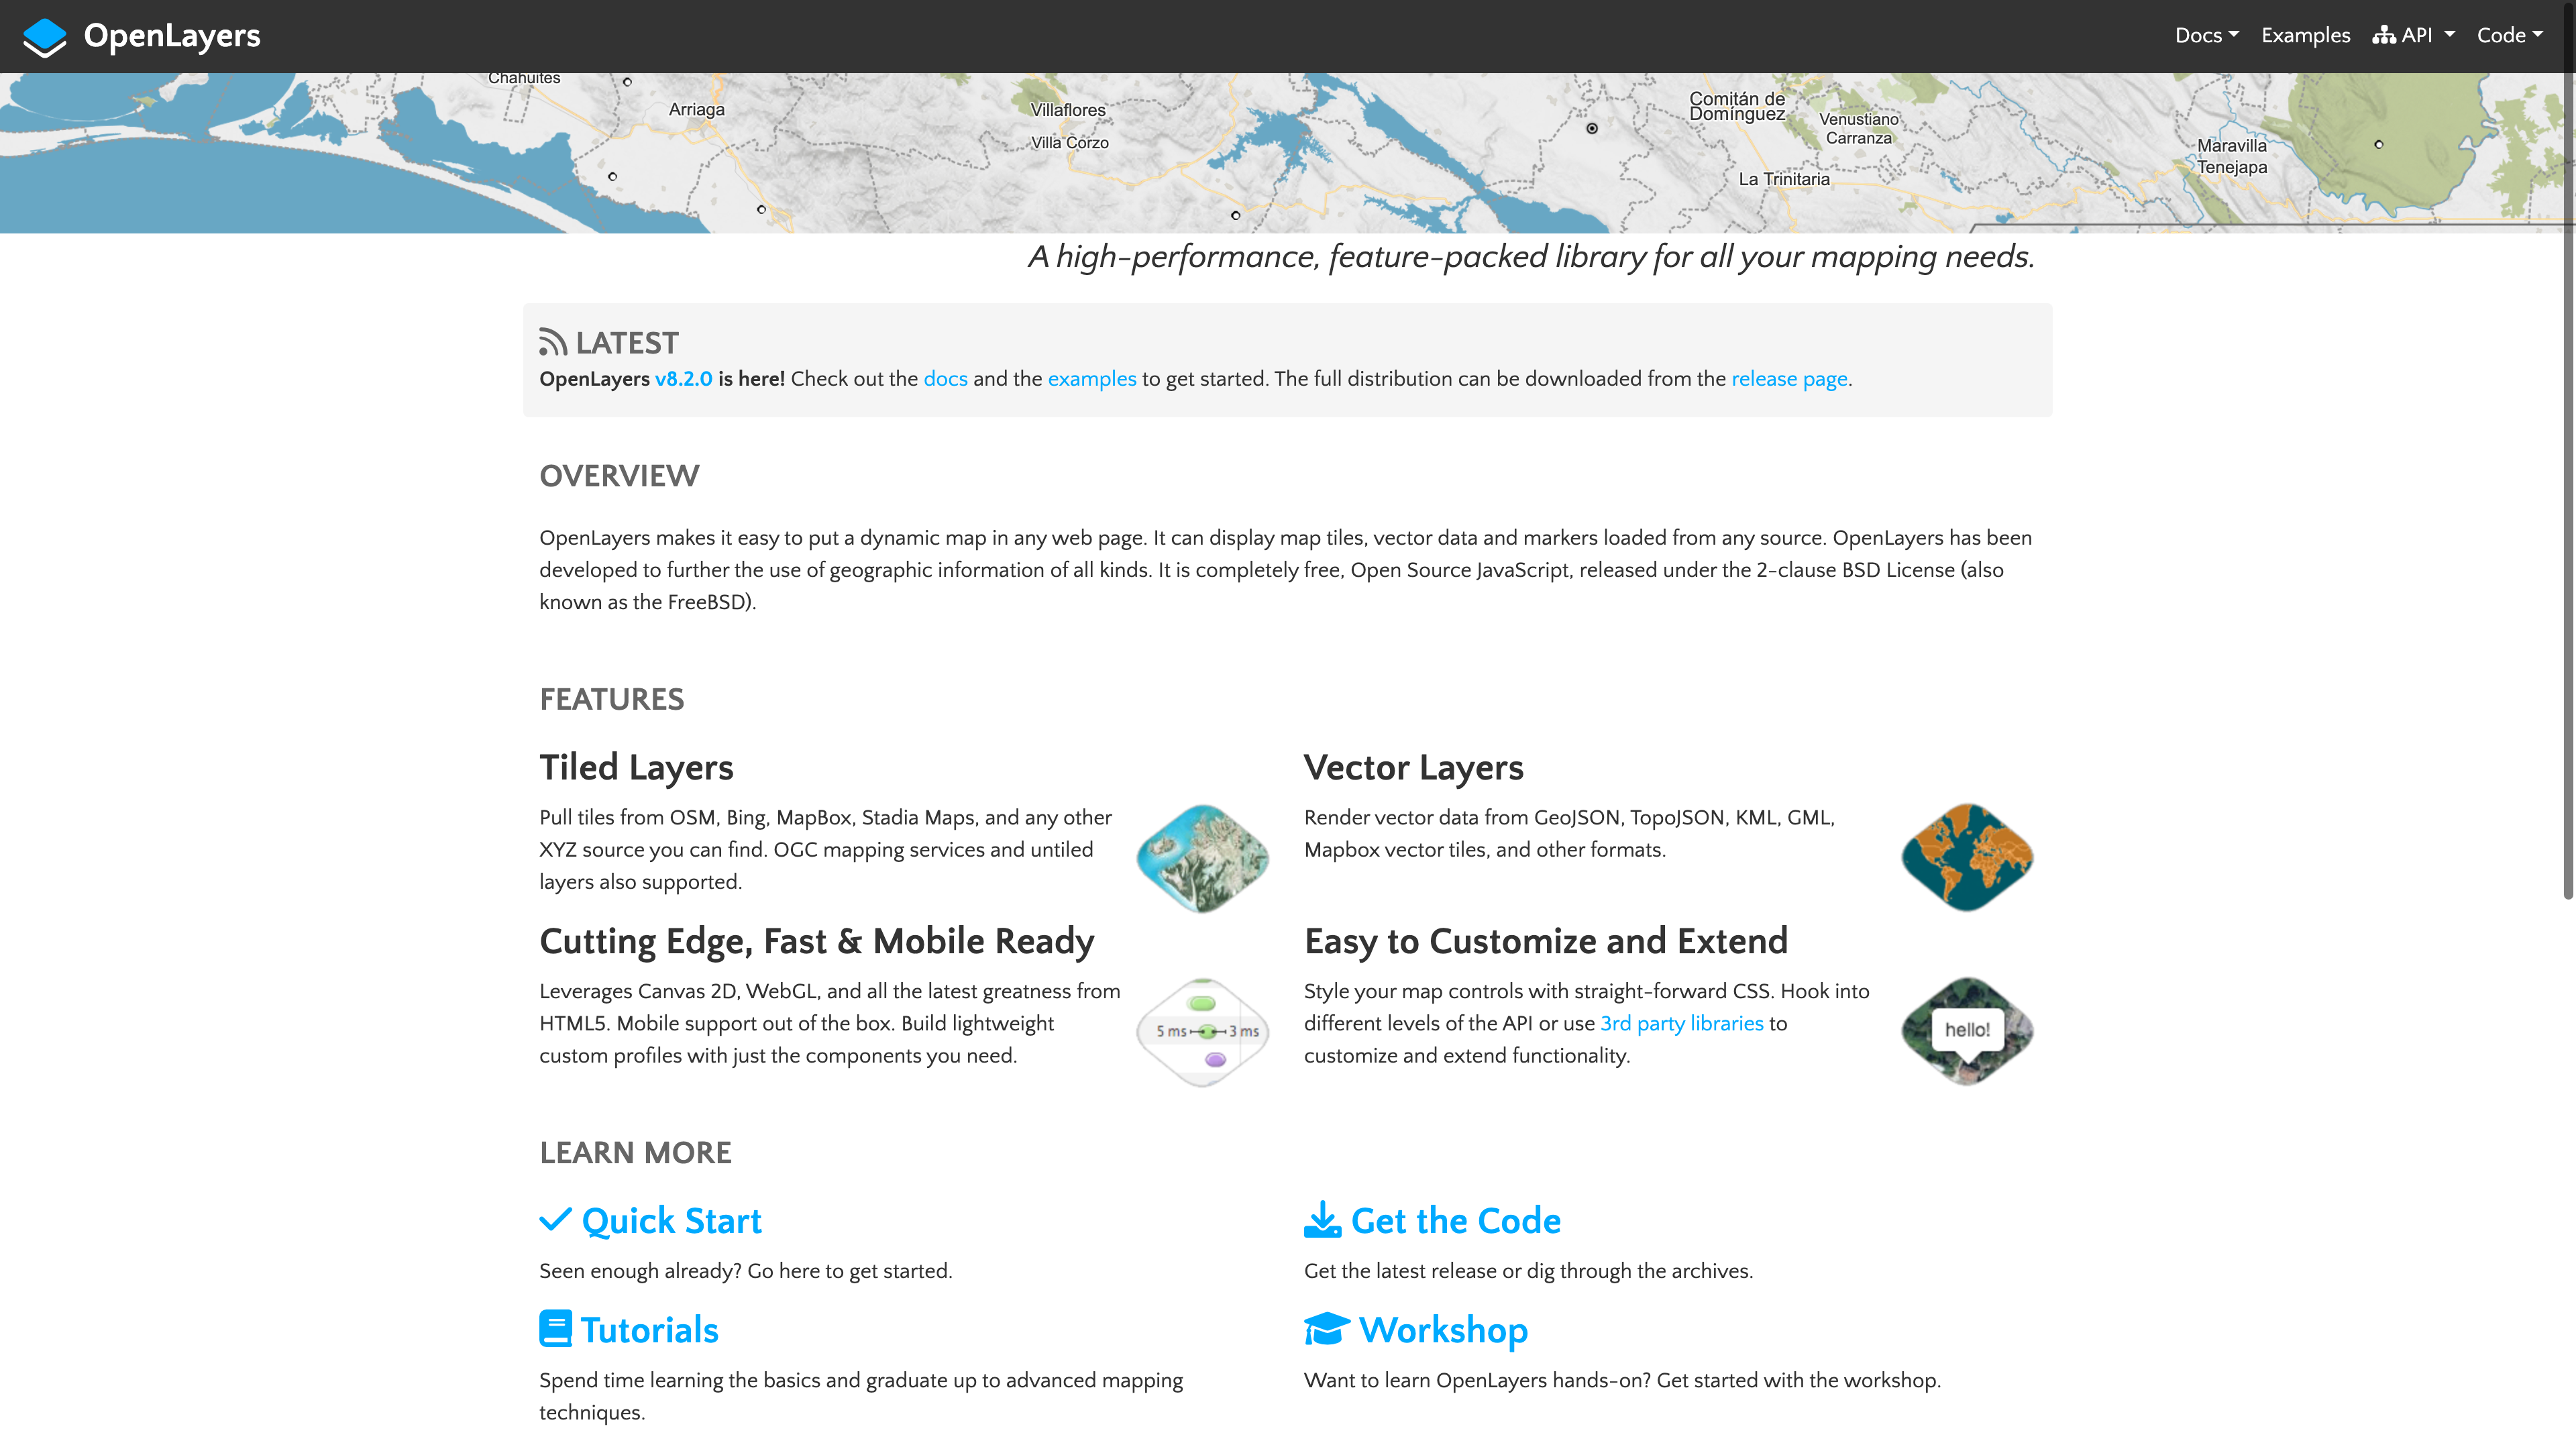 OpenLayers
Docs Examples API Code
Chahuites
Arriaga
Villaflores
Villa Corzo
Comitán de
Domínguez
Venustiano
Carranza
La Trinitaria
Maravilla
Tenejapa
A high-performance, feature-packed library for all your mapping needs.
LATEST
OpenLayers v8.2.0 is here! Check out the docs and the examples to get started. The full distribution can be downloaded from the release page.
OVERVIEW
OpenLayers makes it easy to put a dynamic map in any web page. It can display map tiles, vector data and markers loaded from any source. OpenLayers has been
developed to further the use of geographic information of all kinds. It is completely free, Open Source JavaScript, released under the 2-clause BSD License (also
known as the FreeBSD).
FEATURES
Tiled Layers
Pull tiles from OSM, Bing, MapBox, Stadia Maps, and any other
XYZ source you can find. OGC mapping services and untiled
layers also supported.
Vector Layers
Render vector data from GeoJSON, TopoJSON, KML, GML,
Mapbox vector tiles, and other formats.
Cutting Edge, Fast & Mobile Ready
Leverages Canvas 2D, WebGL, and all the latest greatness from
HTML5. Mobile support out of the box. Build lightweight
custom profiles with just the components you need.
5 ms 3 ms
Easy to Customize and Extend
Style your map controls with straight-forward CSS. Hook into
different levels of the API or use 3rd party libraries to
customize and extend functionality.
hello!
LEARN MORE
Quick Start
Seen enough already? Go here to get started.
Get the Code
Get the latest release or dig through the archives.
Tutorials
Spend time learning the basics and graduate up to advanced mapping
techniques.
Workshop
Want to learn OpenLayers hands-on? Get started with the workshop.